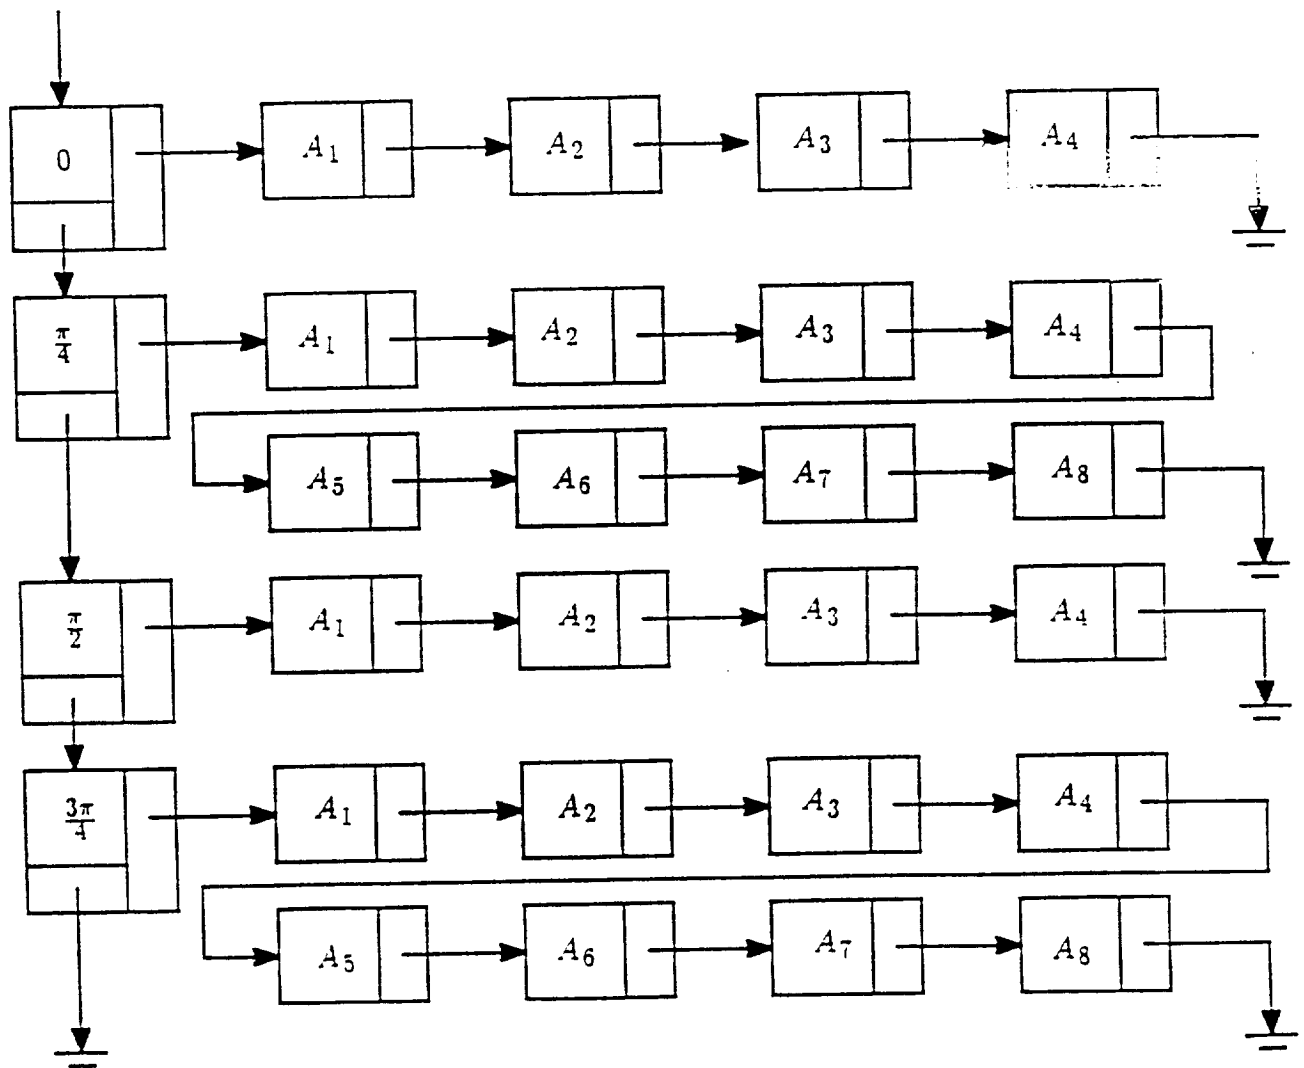 0 A₁ A₂ A₃ A₄
π/4 A₁ A₂ A₃ A₄
A₅ A₆ A₇ A₈
π/2 A₁ A₂ A₃ A₄
3π/4 A₁ A₂ A₃ A₄
A₅ A₆ A₇ A₈